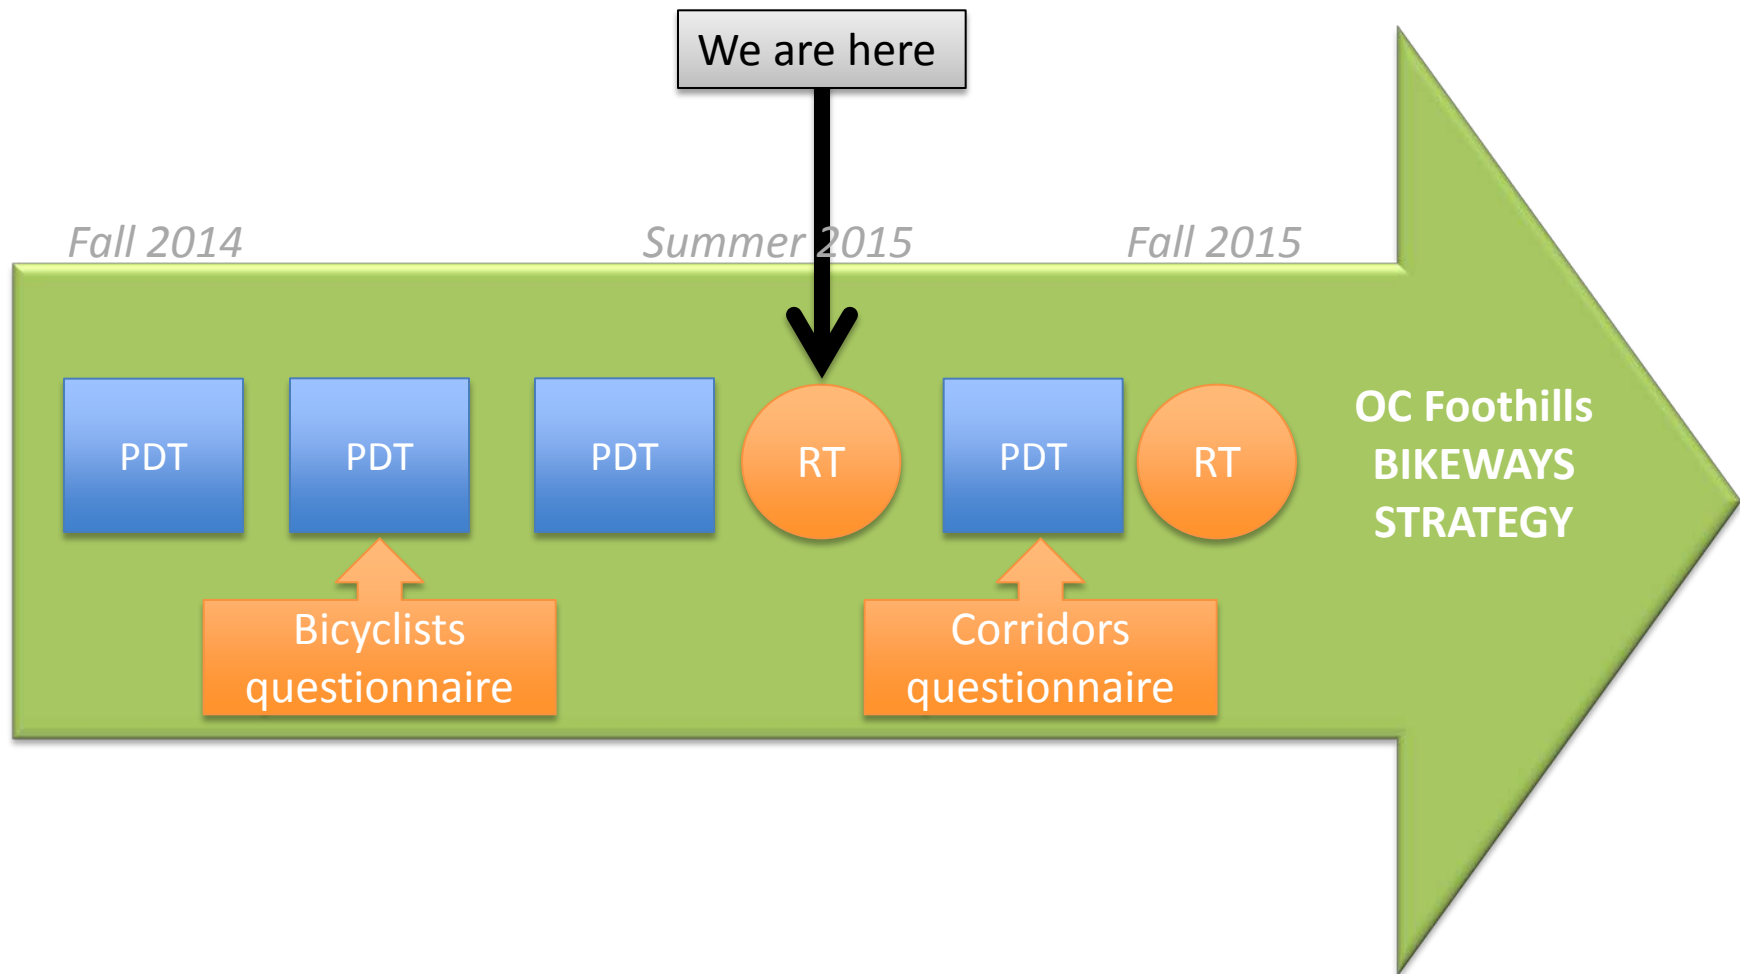 We are here
Fall 2014
Summer 2015
Fall 2015
PDT
PDT
PDT
RT
PDT
RT
OC Foothills
BIKEWAYS
STRATEGY
Bicyclists
questionnaire
Corridors
questionnaire